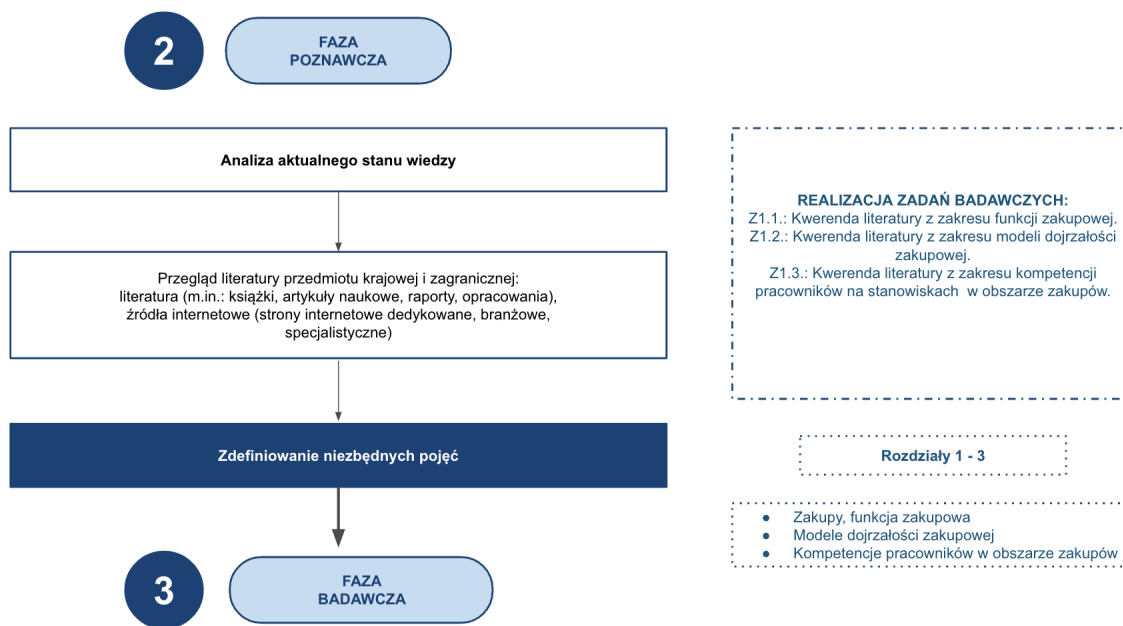 2
FAZA
POZNAWCZA
Analiza aktualnego stanu wiedzy
Przegląd literatury przedmiotu krajowej i zagranicznej:
literatura (m.in.: książki, artykuły naukowe, raporty, opracowania),
źródła internetowe (strony internetowe dedykowane, branżowe,
specjalistyczne)
Zdefiniowanie niezbędnych pojęć
3
FAZA
BADAWCZA
REALIZACJA ZADAŃ BADAWCZYCH:
Z1.1.: Kwerenda literatury z zakresu funkcji zakupowej.
Z1.2.: Kwerenda literatury z zakresu modeli dojrzałości
zakupowej.
Z1.3.: Kwerenda literatury z zakresu kompetencji
pracowników na stanowiskach  w obszarze zakupów.
Rozdziały 1 - 3
● Zakupy, funkcja zakupowa
● Modele dojrzałości zakupowej
● Kompetencje pracowników w obszarze zakupów